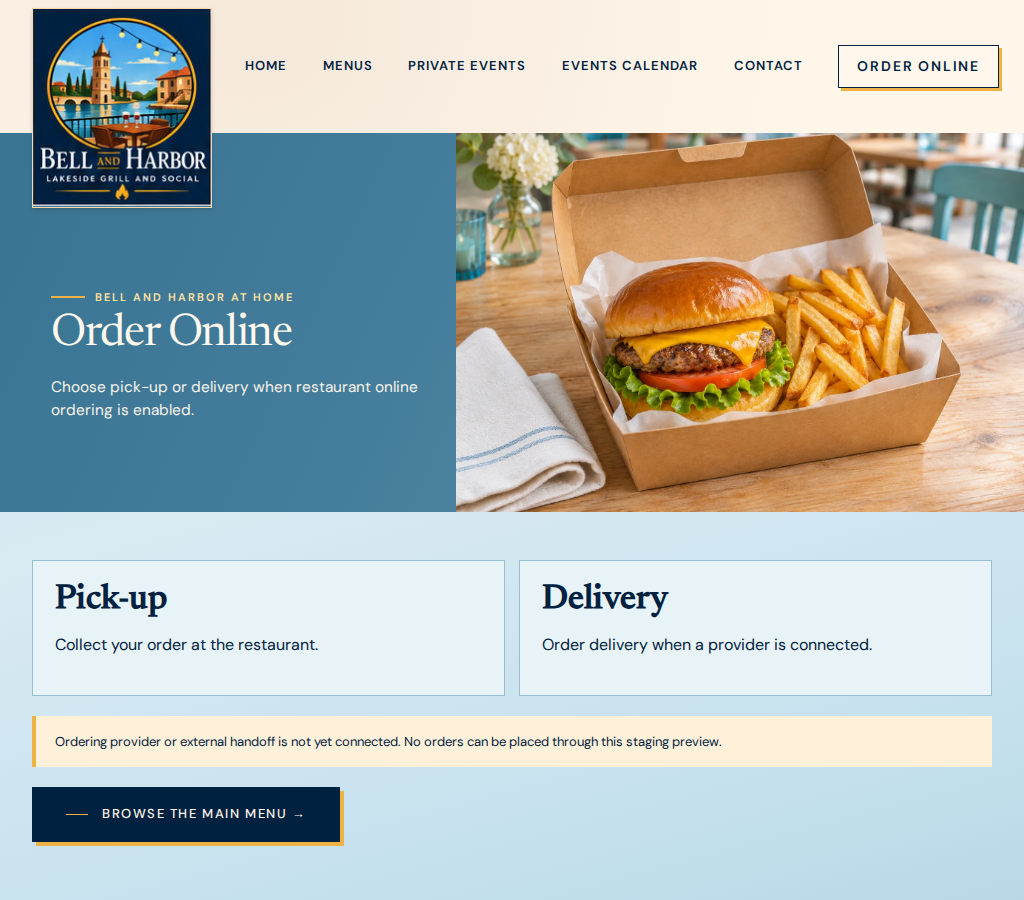 BELL AND HARBOR
LAKESIDE GRILL AND SOCIAL
HOME
MENUS
PRIVATE EVENTS
EVENTS CALENDAR
CONTACT
ORDER ONLINE
BELL AND HARBOR AT HOME
Order Online
Choose pick-up or delivery when restaurant online
ordering is enabled.
Pick-up
Collect your order at the restaurant.
Delivery
Order delivery when a provider is connected.
Ordering provider or external handoff is not yet connected. No orders can be placed through this staging preview.
BROWSE THE MAIN MENU →